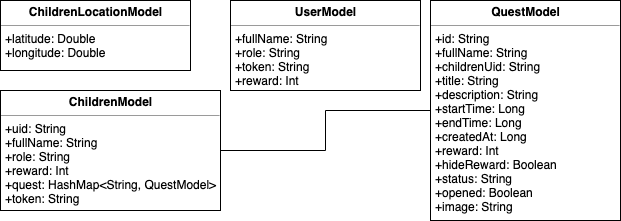 ChildrenLocationModel
+latitude: Double
+longitude: Double
UserModel
+fullName: String
+role: String
+token: String
+reward: Int
QuestModel
+id: String
+fullName: String
+childrenUid: String
+title: String
+description: String
+startTime: Long
+endTime: Long
+createdAt: Long
+reward: Int
+hideReward: Boolean
+status: String
+opened: Boolean
+image: String
ChildrenModel
+uid: String
+fullName: String
+role: String
+reward: Int
+quest: HashMap<String, QuestModel>
+token: String